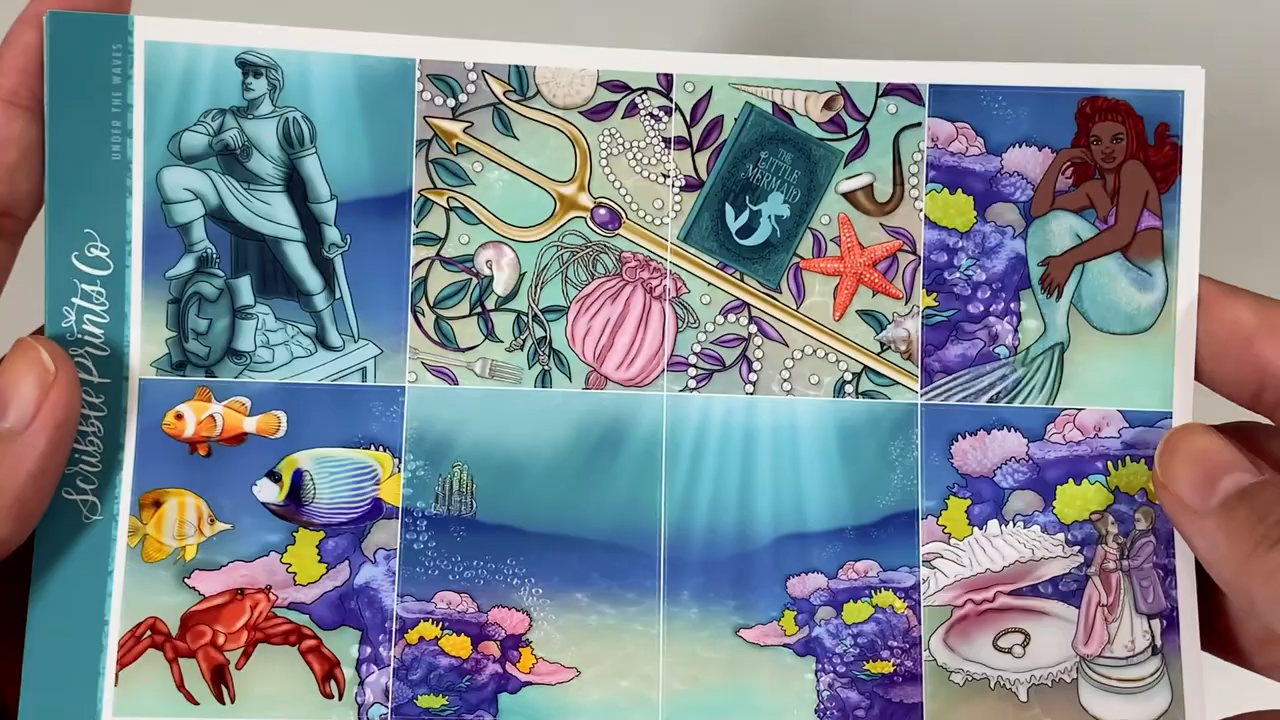 UNDER THE WAVES
Scribble Prints Co
THE
LITTLE
MERMAID